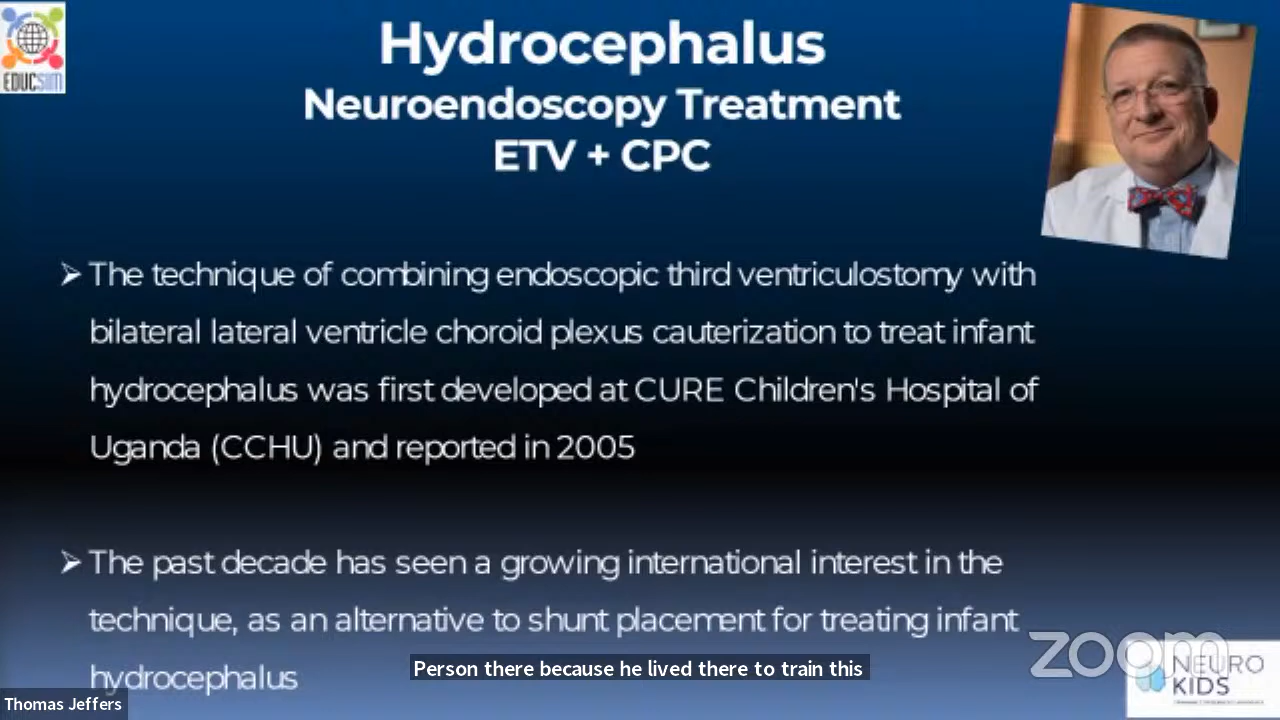 EDUCSIM
Hydrocephalus
Neuroendoscopy Treatment
ETV + CPC
➢ The technique of combining endoscopic third ventriculostomy with
bilateral lateral ventricle choroid plexus cauterization to treat infant
hydrocephalus was first developed at CURE Children's Hospital of
Uganda (CCHU) and reported in 2005
➢ The past decade has seen a growing international interest in the
technique, as an alternative to shunt placement for treating infant
hydrocephalus
Person there because he lived there to train this
zoom
NEURO
KIDS
Thomas Jeffers